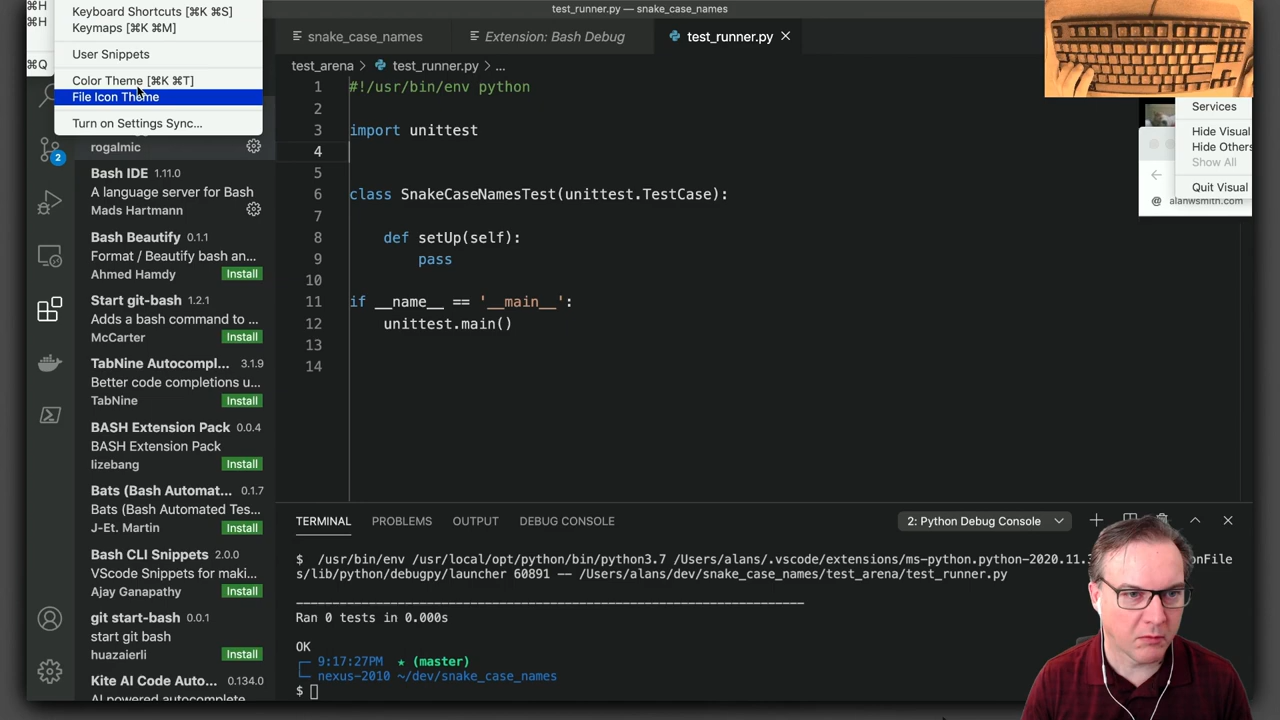 ⌘H
⌘H
⌘Q
Keyboard Shortcuts [⌘K ⌘S]
Keymaps [⌘K ⌘M]
User Snippets
Color Theme [⌘K ⌘T]
File Icon Theme
Turn on Settings Sync...
test_runner.py — snake_case_names
snake_case_names
Extension: Bash Debug
test_runner.py
test_arena > test_runner.py > ...
Services
Hide Visual
Hide Others
Show All
Quit Visual
@ alanwsmith.com
2
rogalmic
Bash IDE 1.11.0
A language server for Bash
Mads Hartmann
Bash Beautify 0.1.1
Format / Beautify bash an...
Ahmed Hamdy Install
Start git-bash 1.2.1
Adds a bash command to ...
McCarter Install
TabNine Autocompl... 3.1.9
Better code completions u...
TabNine Install
BASH Extension Pack 0.0.4
BASH Extension Pack
lizebang Install
Bats (Bash Automat... 0.1.7
Bats (Bash Automated Tes...
J-Et. Martin Install
Bash CLI Snippets 2.0.0
VScode Snippets for maki...
Ajay Ganapathy Install
git start-bash 0.0.1
start git bash
huazaierli Install
Kite AI Code Auto... 0.134.0
AI powered autocomplete
1 #!/usr/bin/env python
2
3 import unittest
4
5
6 class SnakeCaseNamesTest(unittest.TestCase):
7
8 def setUp(self):
9 pass
10
11 if __name__ == '__main__':
12 unittest.main()
13
14
TERMINAL PROBLEMS OUTPUT DEBUG CONSOLE 2: Python Debug Console
$ /usr/bin/env /usr/local/opt/python/bin/python3.7 /Users/alans/.vscode/extensions/ms-python.python-2020.11.3 onFile
s/lib/python/debugpy/launcher 60891 -- /Users/alans/dev/snake_case_names/test_arena/test_runner.py
----------------------------------------------------------------------
Ran 0 tests in 0.000s
OK
9:17:27PM ★ (master)
nexus-2010 ~/dev/snake_case_names
$